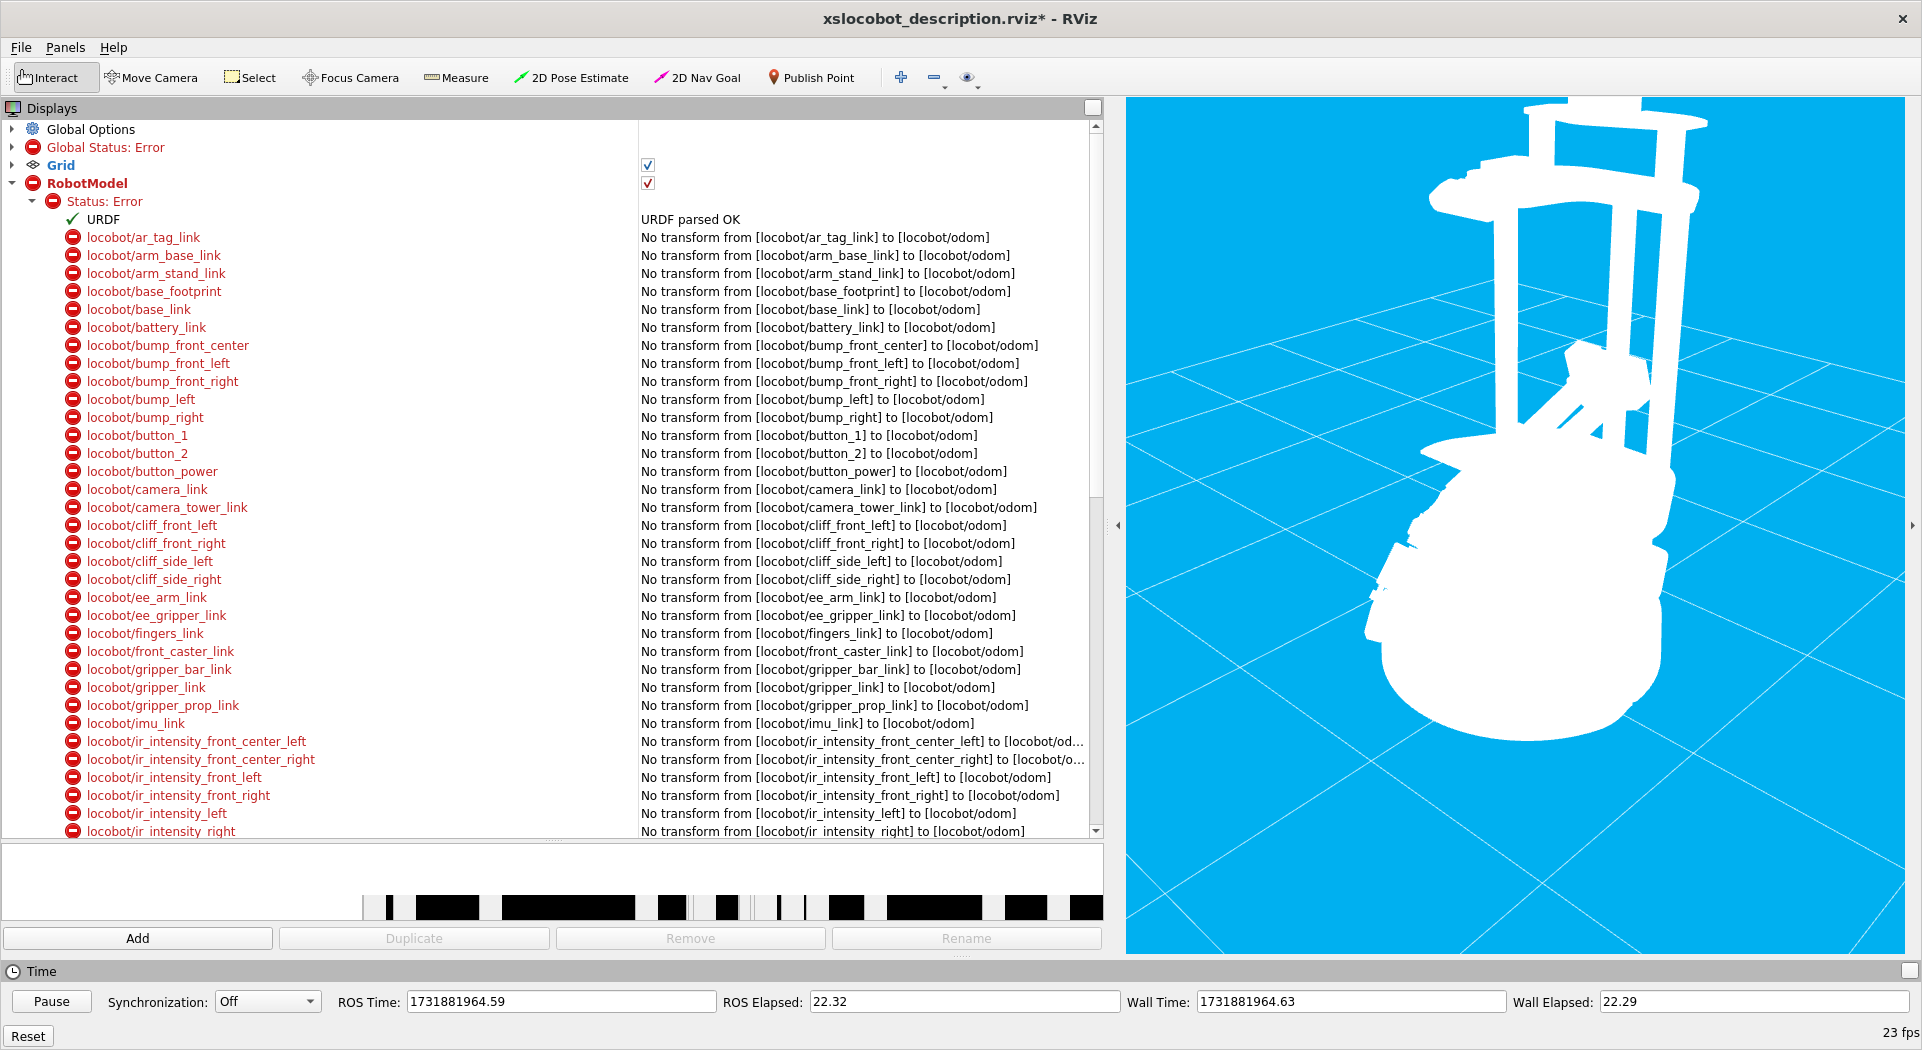 xslocobot_description.rviz* - RViz
File Panels Help
Interact Move Camera Select Focus Camera Measure 2D Pose Estimate 2D Nav Goal Publish Point
Displays
Global Options
Global Status: Error
Grid
RobotModel
Status: Error
URDF URDF parsed OK
locobot/ar_tag_link No transform from [locobot/ar_tag_link] to [locobot/odom]
locobot/arm_base_link No transform from [locobot/arm_base_link] to [locobot/odom]
locobot/arm_stand_link No transform from [locobot/arm_stand_link] to [locobot/odom]
locobot/base_footprint No transform from [locobot/base_footprint] to [locobot/odom]
locobot/base_link No transform from [locobot/base_link] to [locobot/odom]
locobot/battery_link No transform from [locobot/battery_link] to [locobot/odom]
locobot/bump_front_center No transform from [locobot/bump_front_center] to [locobot/odom]
locobot/bump_front_left No transform from [locobot/bump_front_left] to [locobot/odom]
locobot/bump_front_right No transform from [locobot/bump_front_right] to [locobot/odom]
locobot/bump_left No transform from [locobot/bump_left] to [locobot/odom]
locobot/bump_right No transform from [locobot/bump_right] to [locobot/odom]
locobot/button_1 No transform from [locobot/button_1] to [locobot/odom]
locobot/button_2 No transform from [locobot/button_2] to [locobot/odom]
locobot/button_power No transform from [locobot/button_power] to [locobot/odom]
locobot/camera_link No transform from [locobot/camera_link] to [locobot/odom]
locobot/camera_tower_link No transform from [locobot/camera_tower_link] to [locobot/odom]
locobot/cliff_front_left No transform from [locobot/cliff_front_left] to [locobot/odom]
locobot/cliff_front_right No transform from [locobot/cliff_front_right] to [locobot/odom]
locobot/cliff_side_left No transform from [locobot/cliff_side_left] to [locobot/odom]
locobot/cliff_side_right No transform from [locobot/cliff_side_right] to [locobot/odom]
locobot/ee_arm_link No transform from [locobot/ee_arm_link] to [locobot/odom]
locobot/ee_gripper_link No transform from [locobot/ee_gripper_link] to [locobot/odom]
locobot/fingers_link No transform from [locobot/fingers_link] to [locobot/odom]
locobot/front_caster_link No transform from [locobot/front_caster_link] to [locobot/odom]
locobot/gripper_bar_link No transform from [locobot/gripper_bar_link] to [locobot/odom]
locobot/gripper_link No transform from [locobot/gripper_link] to [locobot/odom]
locobot/gripper_prop_link No transform from [locobot/gripper_prop_link] to [locobot/odom]
locobot/imu_link No transform from [locobot/imu_link] to [locobot/odom]
locobot/ir_intensity_front_center_left No transform from [locobot/ir_intensity_front_center_left] to [locobot/od...
locobot/ir_intensity_front_center_right No transform from [locobot/ir_intensity_front_center_right] to [locobot/o...
locobot/ir_intensity_front_left No transform from [locobot/ir_intensity_front_left] to [locobot/odom]
locobot/ir_intensity_front_right No transform from [locobot/ir_intensity_front_right] to [locobot/odom]
locobot/ir_intensity_left No transform from [locobot/ir_intensity_left] to [locobot/odom]
locobot/ir_intensity_right No transform from [locobot/ir_intensity_right] to [locobot/odom]
Add Duplicate Remove Rename
Time
Pause Synchronization: Off ROS Time: 1731881964.59 ROS Elapsed: 22.32 Wall Time: 1731881964.63 Wall Elapsed: 22.29
Reset 23 fps